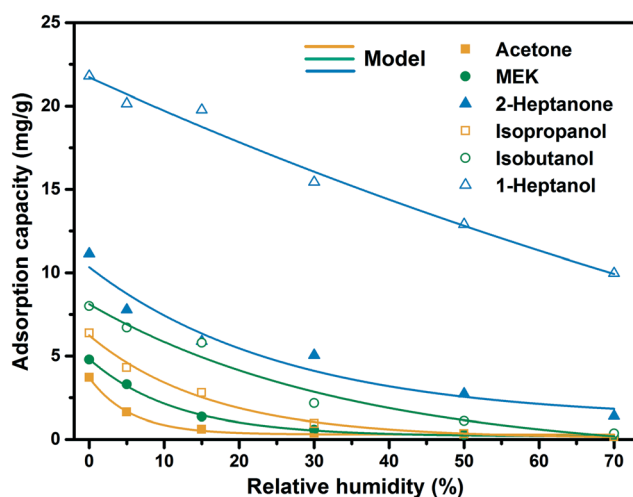 25
20
15
10
5
0
Adsorption capacity (mg/g)
Model
Acetone
MEK
2-Heptanone
Isopropanol
Isobutanol
1-Heptanol
0 10 20 30 40 50 60 70
Relative humidity (%)